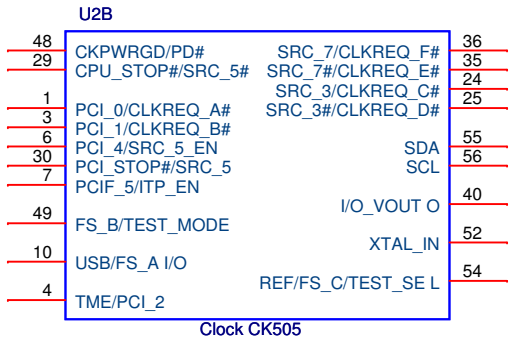 U2B
48 CKPWRGD/PD# SRC_7/CLKREQ_F# 36
29 CPU_STOP#/SRC_5# SRC_7#/CLKREQ_E# 35
SRC_3/CLKREQ_C# 24
1 PCI_0/CLKREQ_A# SRC_3#/CLKREQ_D# 25
3 PCI_1/CLKREQ_B#
6 PCI_4/SRC_5_EN SDA 55
30 PCI_STOP#/SRC_5 SCL 56
7 PCIF_5/ITP_EN
I/O_VOUT O 40
49 FS_B/TEST_MODE
XTAL_IN 52
10 USB/FS_A I/O
REF/FS_C/TEST_SE L 54
4 TME/PCI_2
Clock CK505